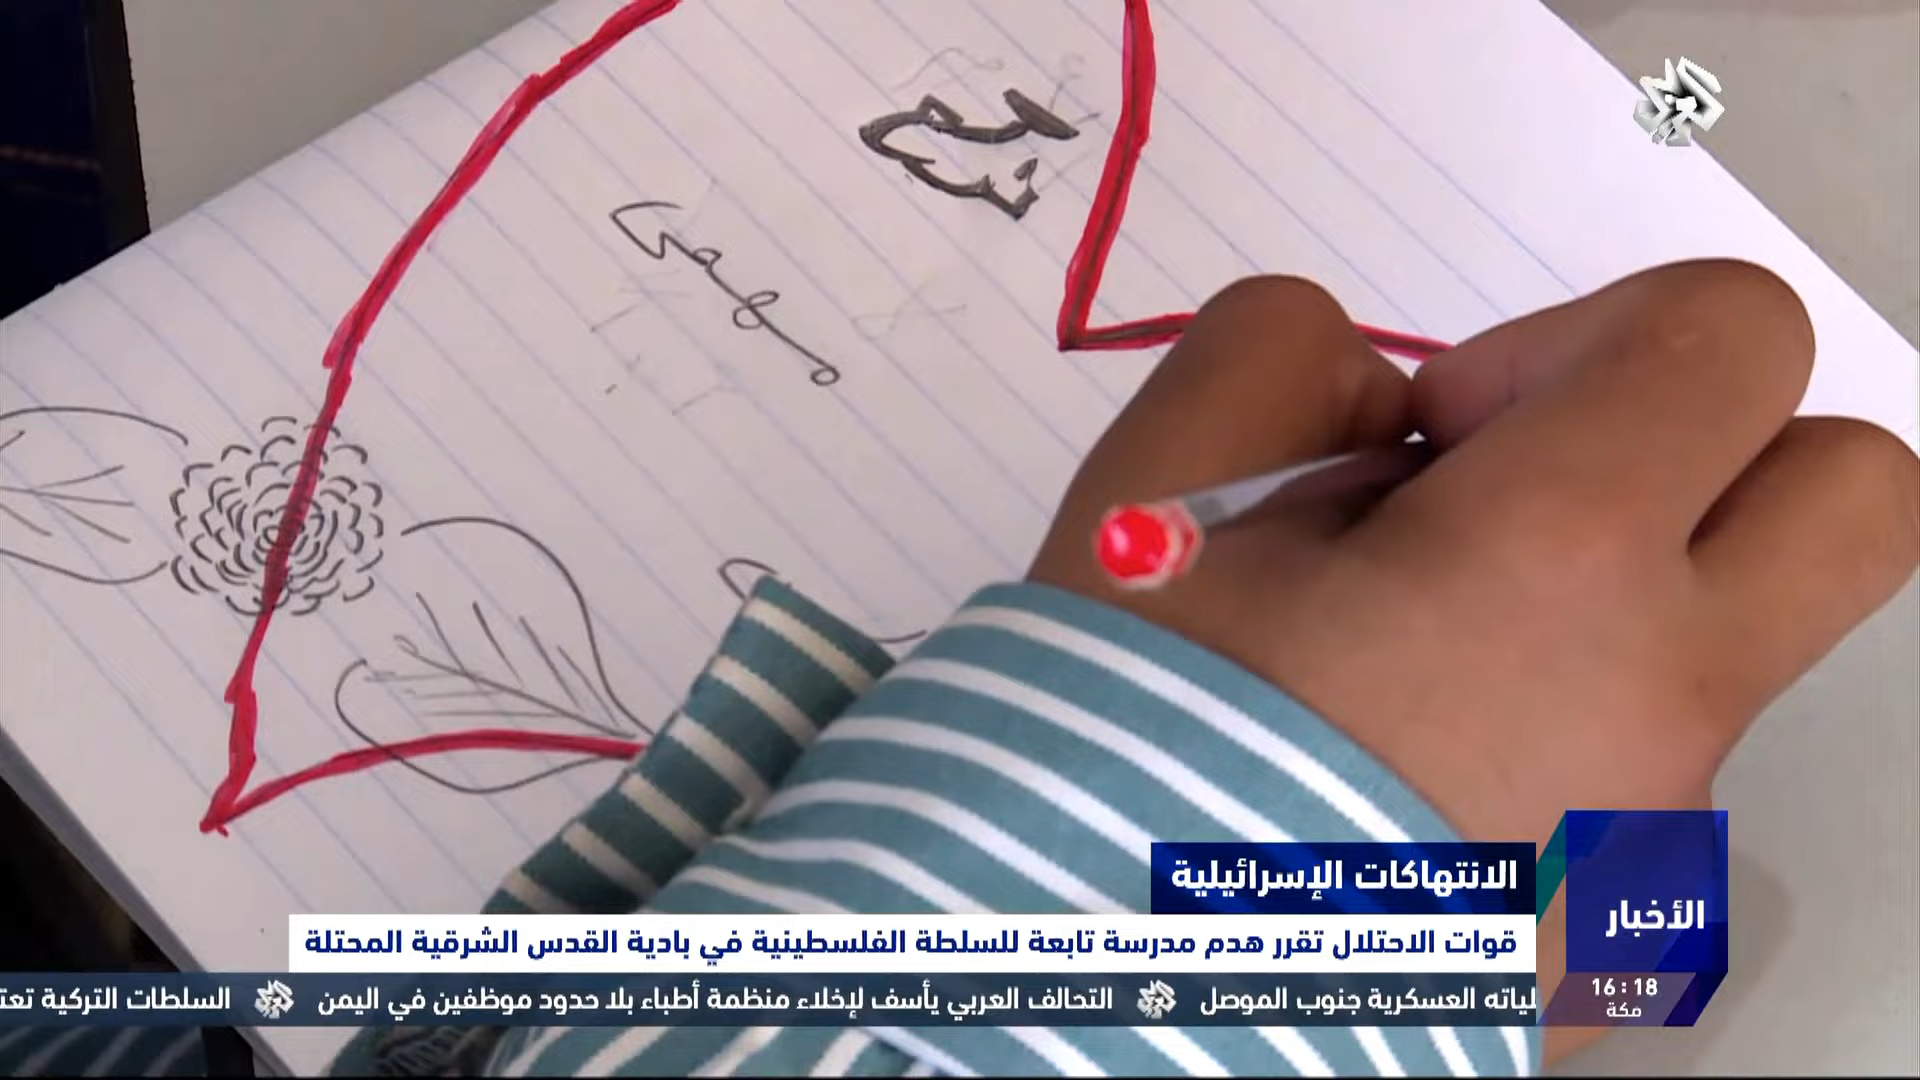 الانتهاكات الإسرائيلية
الأخبار
قوات الاحتلال تقرر هدم مدرسة تابعة للسلطة الفلسطينية في بادية القدس الشرقية المحتلة
لياته العسكرية جنوب الموصل
التحالف العربي يأسف لإخلاء منظمة أطباء بلا حدود موظفين في اليمن
السلطات التركية تعت
16:18
مكة